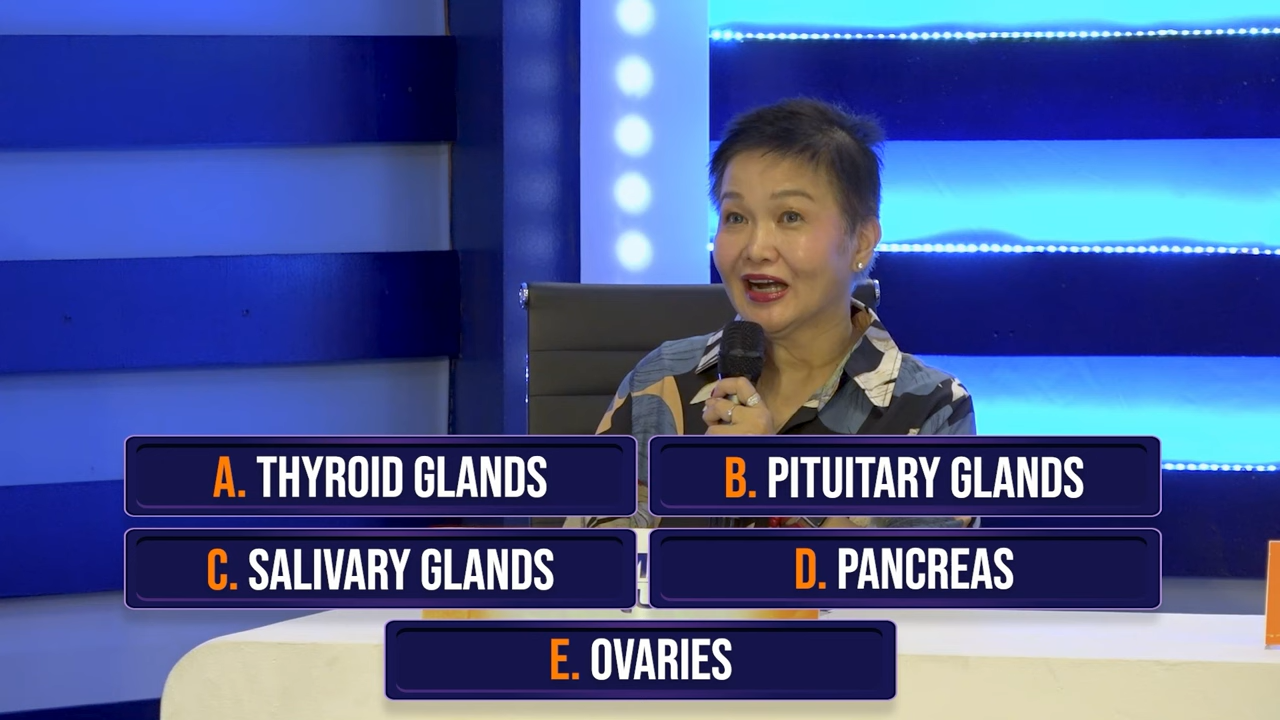 A. THYROID GLANDS
B. PITUITARY GLANDS
C. SALIVARY GLANDS
D. PANCREAS
E. OVARIES